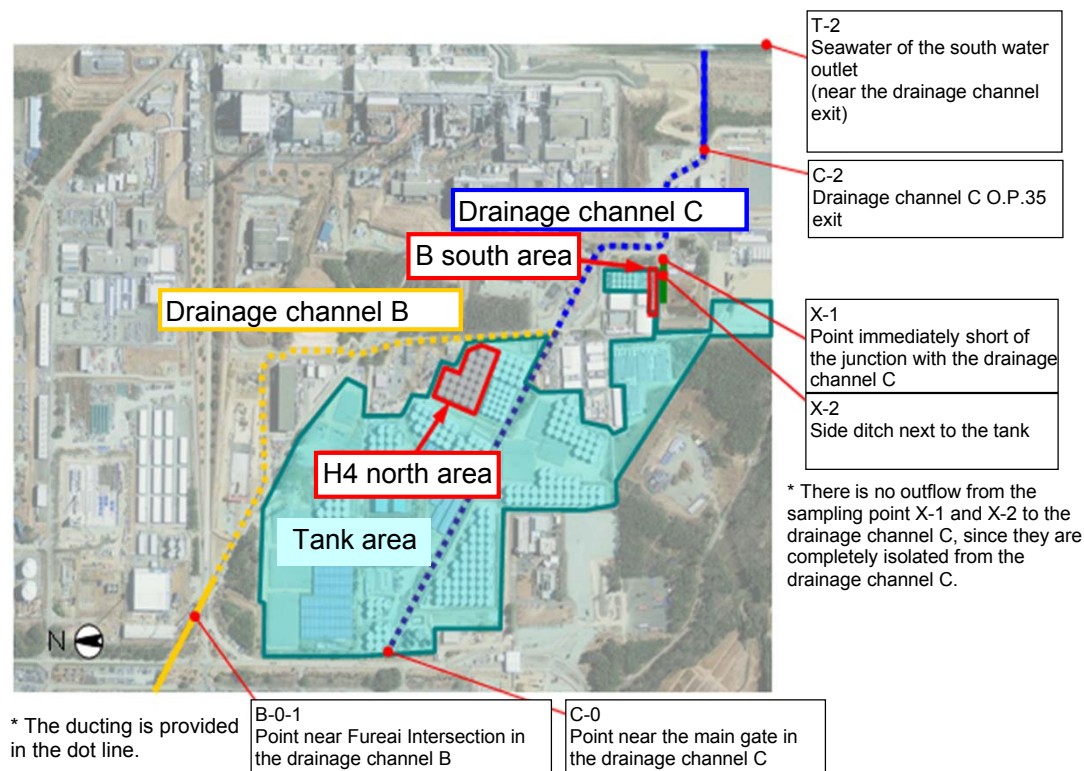 T-2
Seawater of the south water
outlet
(near the drainage channel
exit)
C-2
Drainage channel C O.P.35
exit
Drainage channel C
B south area
Drainage channel B
X-1
Point immediately short of
the junction with the drainage
channel C
X-2
Side ditch next to the tank
H4 north area
* There is no outflow from the
sampling point X-1 and X-2 to the
drainage channel C, since they are
completely isolated from the
drainage channel C.
Tank area
N
* The ducting is provided
in the dot line.
B-0-1
Point near Fureai Intersection in
the drainage channel B
C-0
Point near the main gate in
the drainage channel C